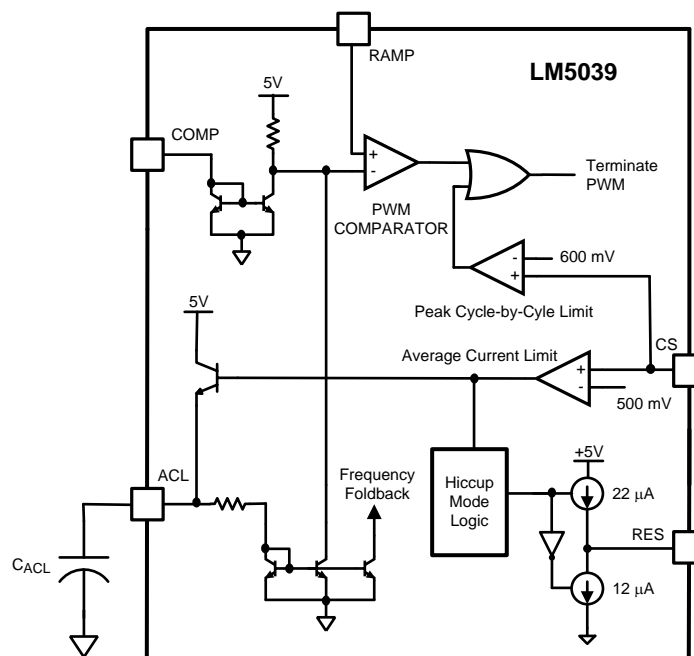 RAMP
LM5039
5V
COMP
+
-
PWM
COMPARATOR
Terminate
PWM
-
+
600 mV
Peak Cycle-by-Cyle Limit
5V
Average Current Limit
CS
+
-
500 mV
ACL
Frequency
Foldback
Hiccup
Mode
Logic
+5V
22 µA
RES
12 µA
CACL